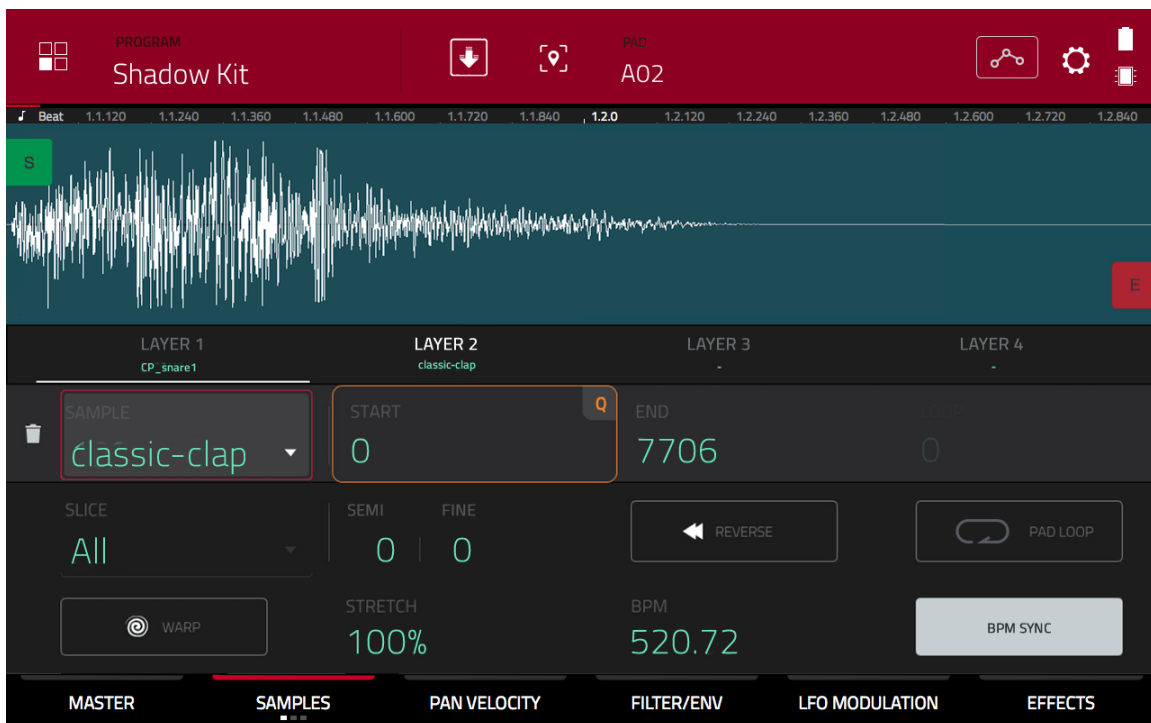 PROGRAM
Shadow Kit
PAD
A02
Beat 1.1.120 1.1.240 1.1.360 1.1.480 1.1.600 1.1.720 1.1.840 1.2.0 1.2.120 1.2.240 1.2.360 1.2.480 1.2.600 1.2.720 1.2.840
S
E
LAYER 1 LAYER 2 LAYER 3 LAYER 4
CP_snare1 classic-clap - -
SAMPLE START Q END LOOP
classic-clap 0 7706 0
SLICE SEMI FINE
All 0 0 REVERSE PAD LOOP
STRETCH BPM
WARP 100% 520.72 BPM SYNC
MASTER SAMPLES PAN VELOCITY FILTER/ENV LFO MODULATION EFFECTS